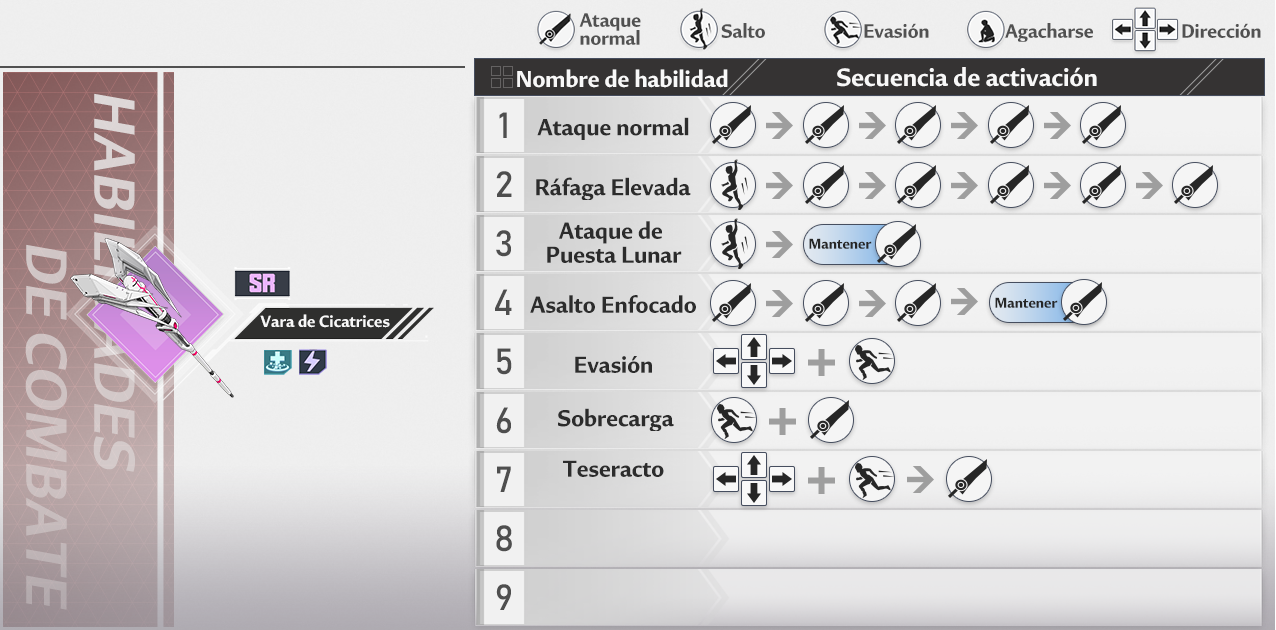 Ataque
normal
Salto
Evasión
Agacharse
Dirección
Nombre de habilidad
Secuencia de activación
HABILIDADES
DE COMBATE
SR
Vara de Cicatrices
1 Ataque normal
2 Ráfaga Elevada
3 Ataque de
Puesta Lunar
Mantener
4 Asalto Enfocado
Mantener
5 Evasión
6 Sobrecarga
7 Teseracto
8
9